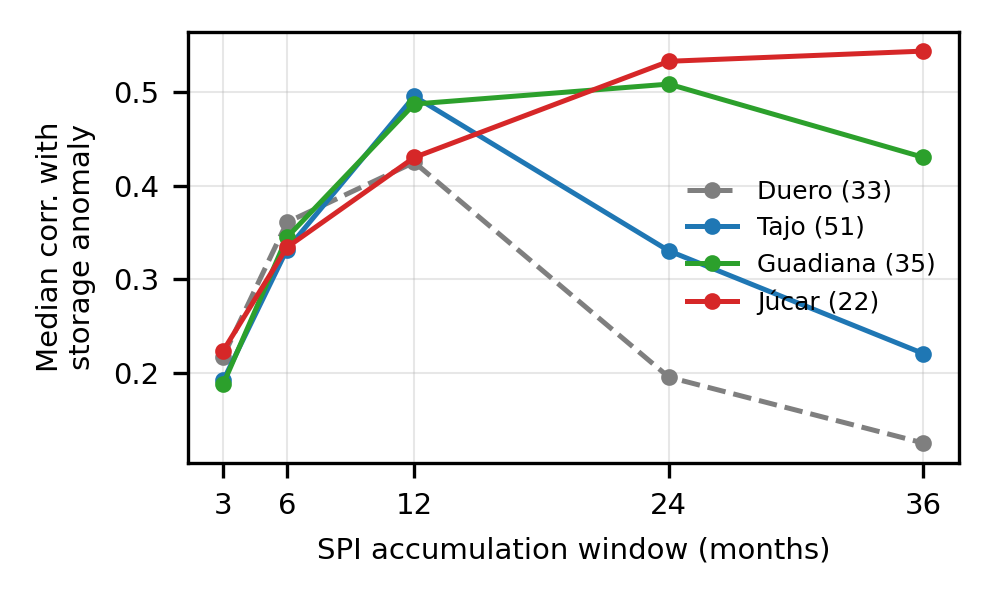 Median corr. with
storage anomaly
0.5
0.4
0.3
0.2
Duero (33)
Tajo (51)
Guadiana (35)
Júcar (22)
3 6 12 24 36
SPI accumulation window (months)